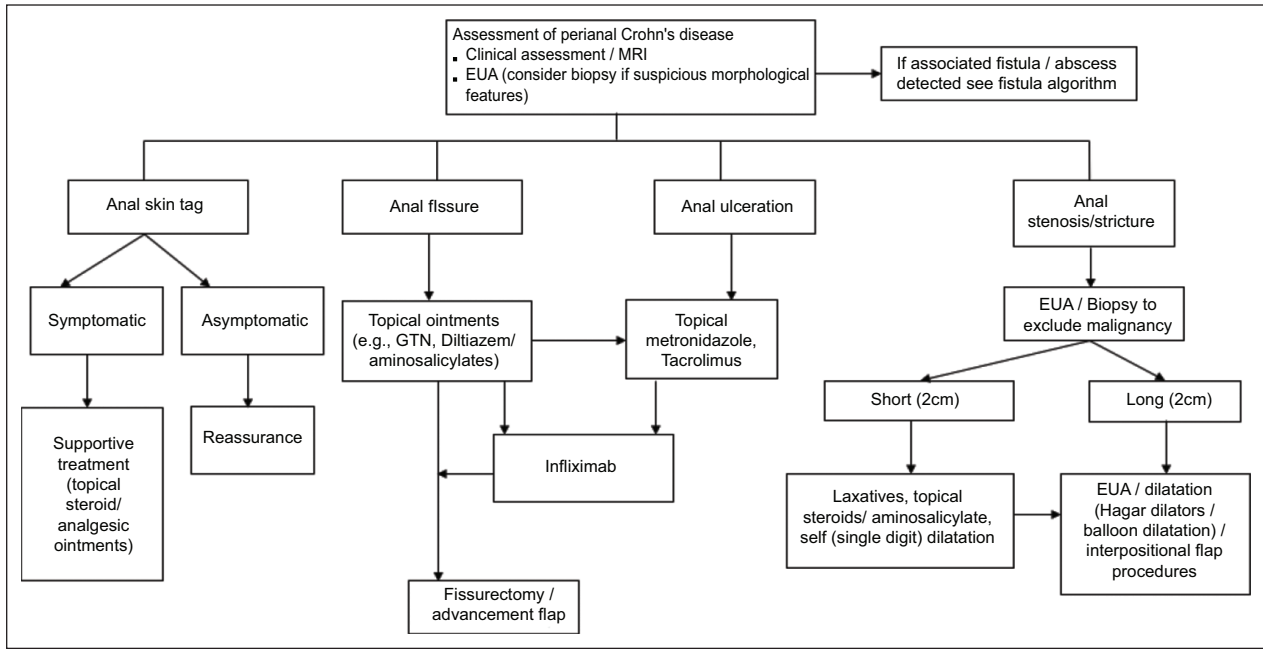 Assessment of perianal Crohn's disease
▪ Clinical assessment / MRI
▪ EUA (consider biopsy if suspicious morphological
features)
If associated fistula / abscess
detected see fistula algorithm
Anal skin tag
Anal fIssure
Anal ulceration
Anal
stenosis/stricture
Symptomatic
Asymptomatic
Topical ointments
(e.g., GTN, Diltiazem/
aminosalicylates)
Topical
metronidazole,
Tacrolimus
EUA / Biopsy to
exclude malignancy
Short (2cm)
Long (2cm)
Supportive
treatment
(topical
steroid/
analgesic
ointments)
Reassurance
Infliximab
Laxatives, topical
steroids/ aminosalicylate,
self (single digit) dilatation
EUA / dilatation
(Hagar dilators /
balloon dilatation) /
interpositional flap
procedures
Fissurectomy /
advancement flap